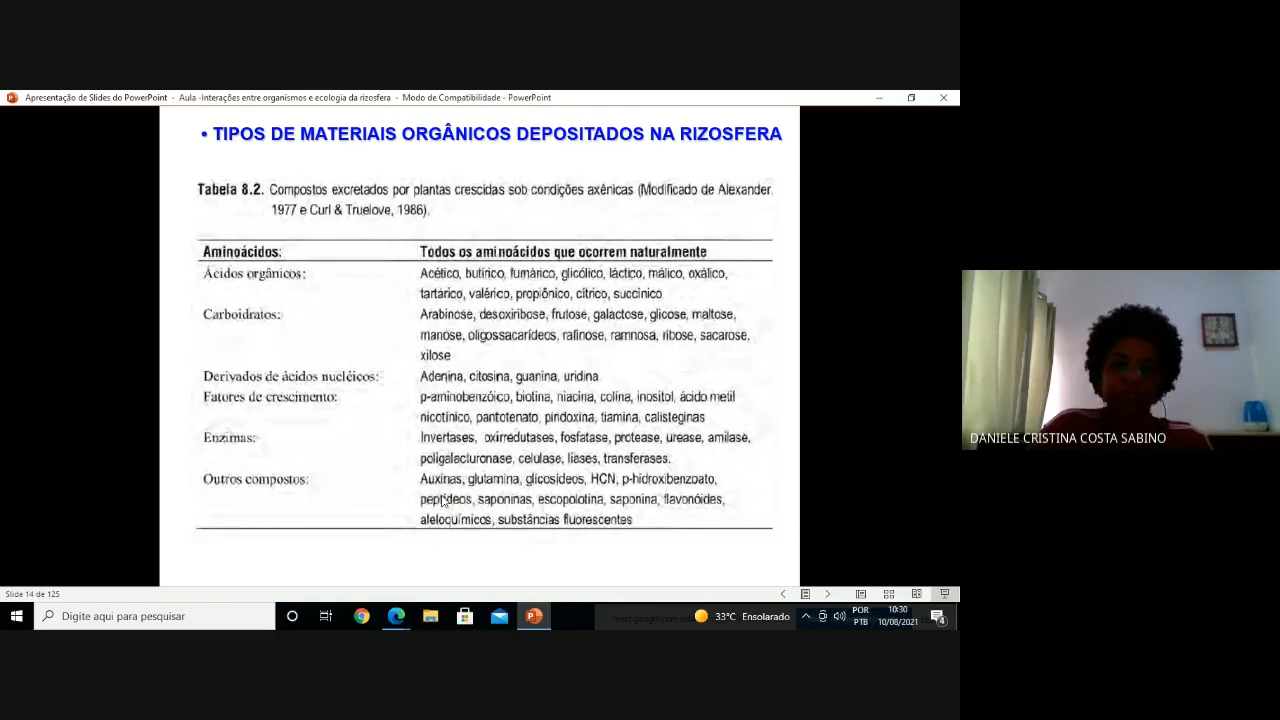 Apresentação de Slides do PowerPoint - Aula -Interações entre organismos e ecologia da rizosfera - Modo de Compatibilidade - PowerPoint
• TIPOS DE MATERIAIS ORGÂNICOS DEPOSITADOS NA RIZOSFERA
Tabela 8.2. Compostos excretados por plantas crescidas sob condições axênicas (Modificado de Alexander,
1977 e Curl & Truelove, 1986).
Aminoácidos: Todos os aminoácidos que ocorrem naturalmente
Ácidos orgânicos: Acético, butírico, fumárico, glicólico, láctico, málico, oxálico,
tartárico, valérico, propiônico, cítrico, succínico
Carboidratos: Arabinose, desoxiribose, frutose, galactose, glicose, maltose,
manose, oligossacarídeos, rafinose, ramnosa, ribose, sacarose,
xilose
Derivados de ácidos nucléicos: Adenina, citosina, guanina, uridina
Fatores de crescimento: p-aminobenzóico, biotina, niacina, colina, inositol, ácido metil
nicotínico, pantotenato, piridoxina, tiamina, calisteginas
Enzimas: Invertases, oxirredutases, fosfatase, protease, urease, amilase,
poligalacturonase, celulase, liases, transferases.
Outros compostos: Auxinas, glutamina, glicosídeos, HCN, p-hidroxibenzoato,
peptídeos, saponinas, escopolotina, saponina, flavonóides,
aleloquímicos, substâncias fluorescentes
DANIELE CRISTINA COSTA SABINO
Slide 14 de 125
Digite aqui para pesquisar
33°C Ensolarado
POR
PTB
10:30
10/08/2021
4